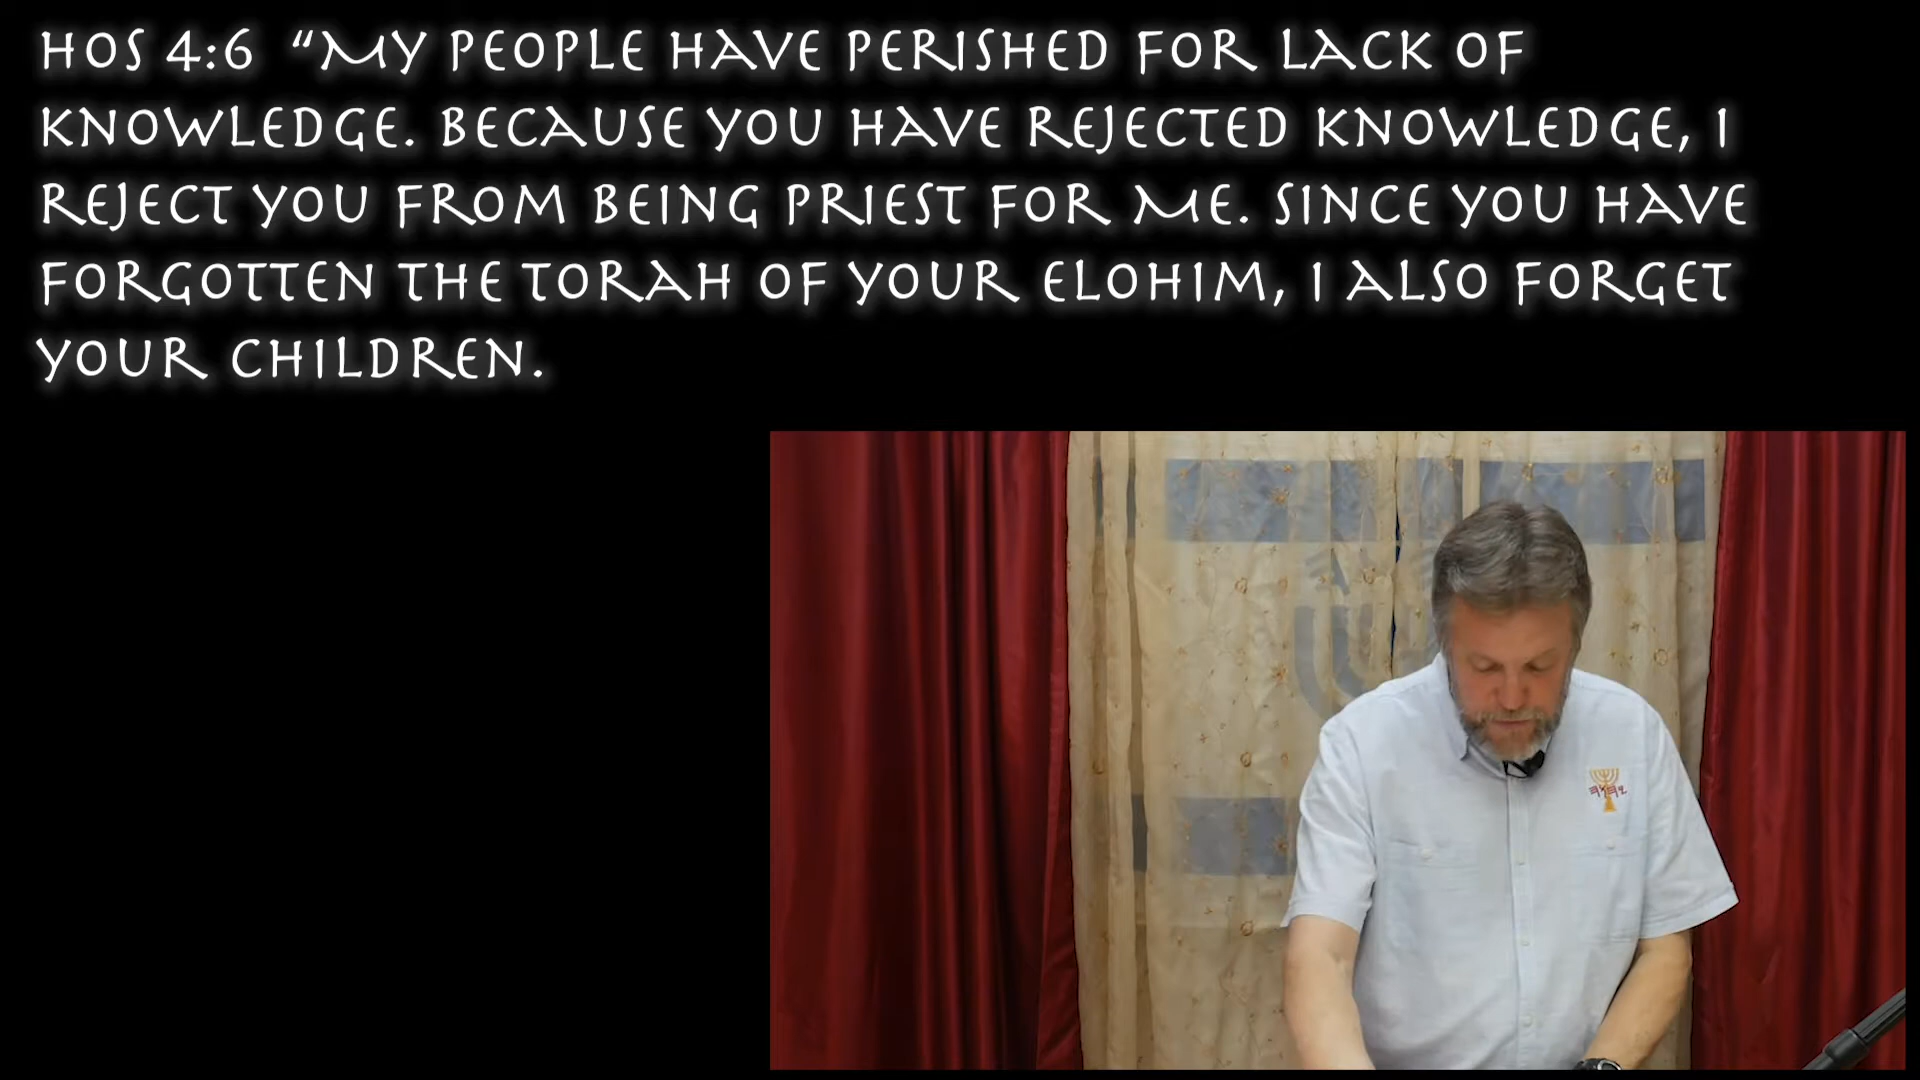 HOS 4:6 “MY PEOPLE HAVE PERISHED FOR LACK OF
KNOWLEDGE. BECAUSE YOU HAVE REJECTED KNOWLEDGE, I
REJECT YOU FROM BEING PRIEST FOR ME. SINCE YOU HAVE
FORGOTTEN THE TORAH OF YOUR ELOHIM, I ALSO FORGET
YOUR CHILDREN.